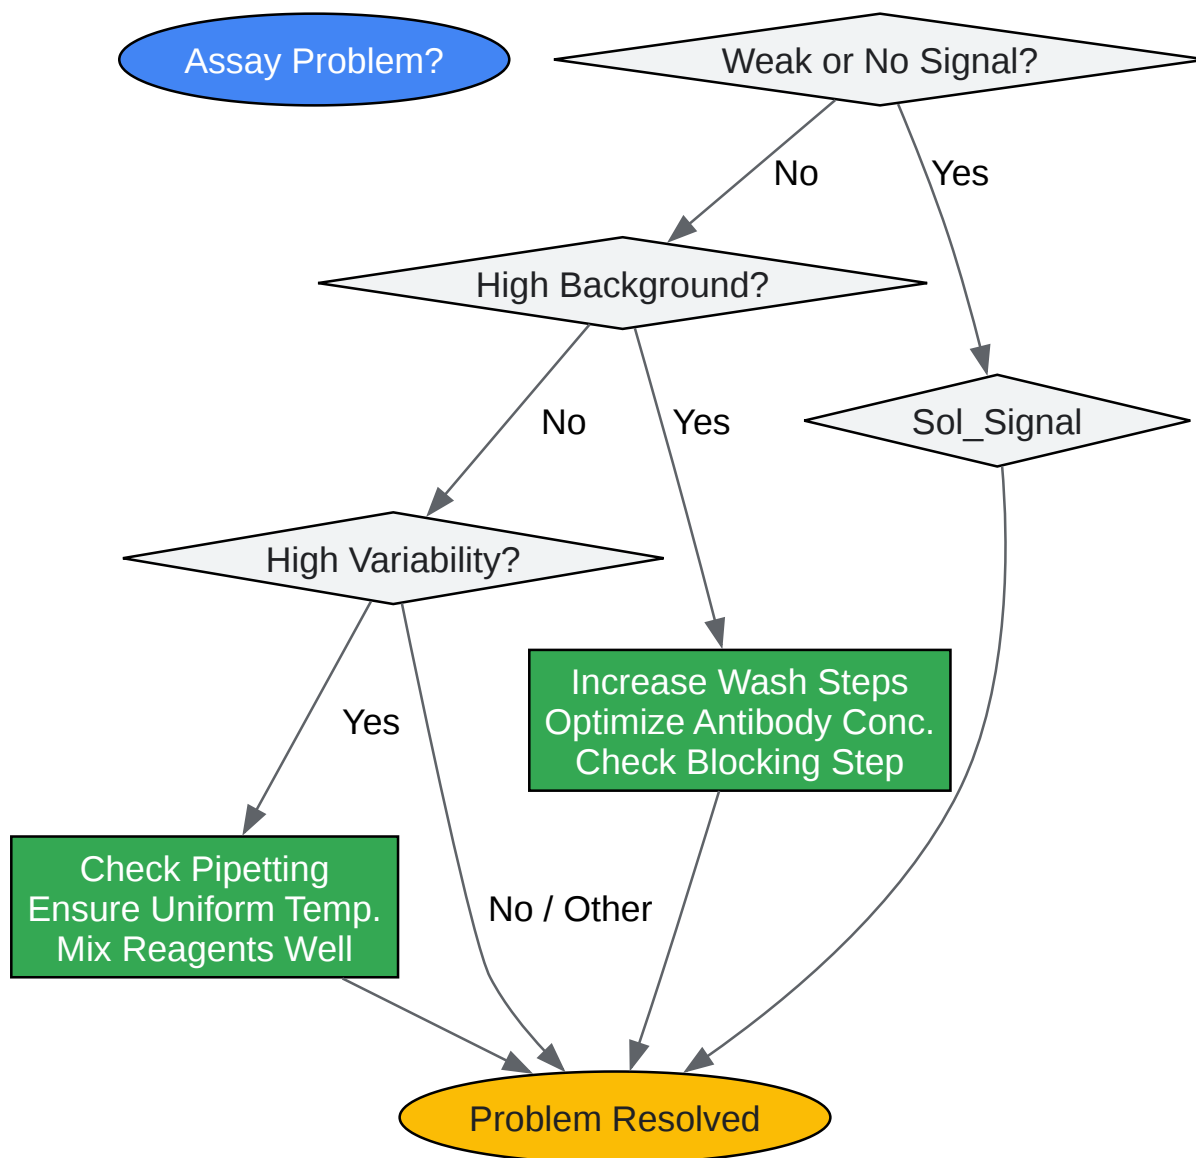 Assay Problem?
Weak or No Signal?
No
Yes
High Background?
No
Yes
Sol_Signal
High Variability?
Yes
Increase Wash Steps
Optimize Antibody Conc.
Check Blocking Step
Check Pipetting
Ensure Uniform Temp.
Mix Reagents Well
No / Other
Problem Resolved